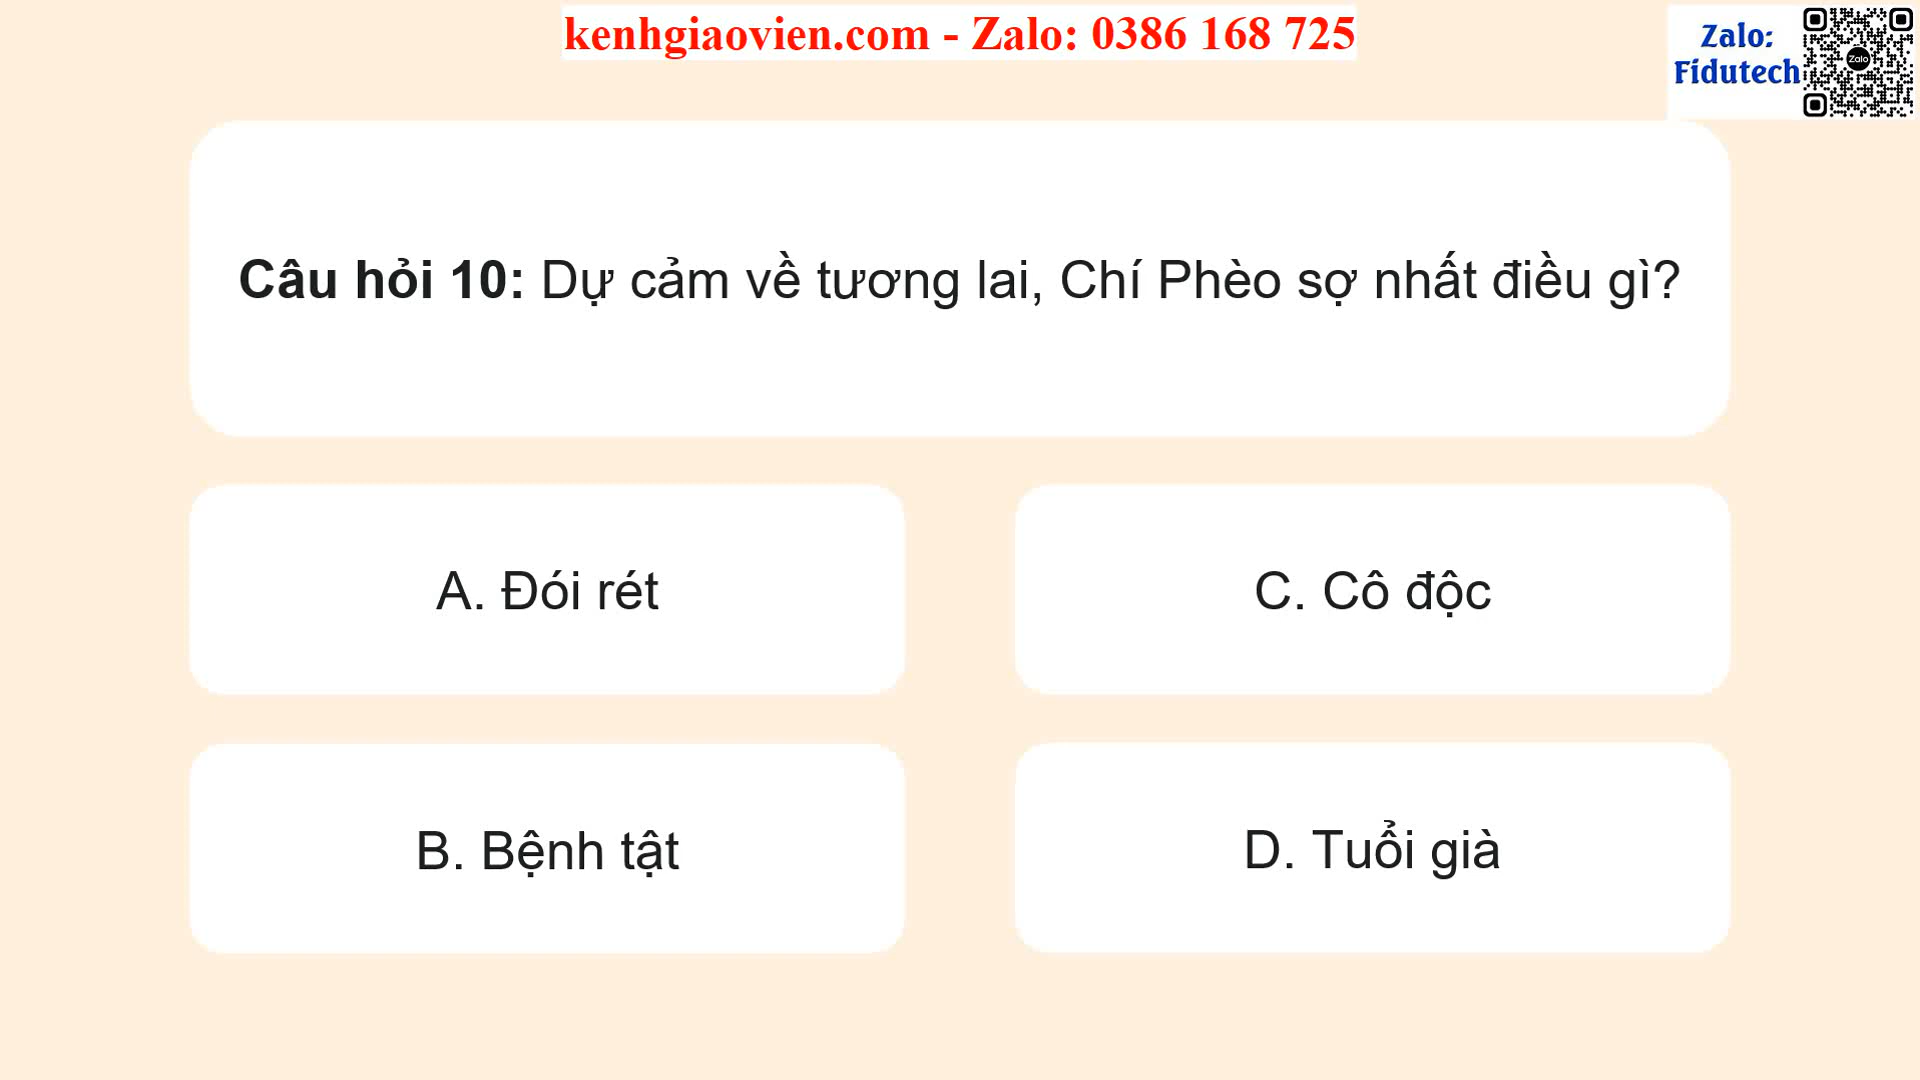 kenhgiaovien.com - Zalo: 0386 168 725
Zalo:
Fidutech
Zalo
Câu hỏi 10: Dự cảm về tương lai, Chí Phèo sợ nhất điều gì?
A. Đói rét
C. Cô độc
B. Bệnh tật
D. Tuổi già